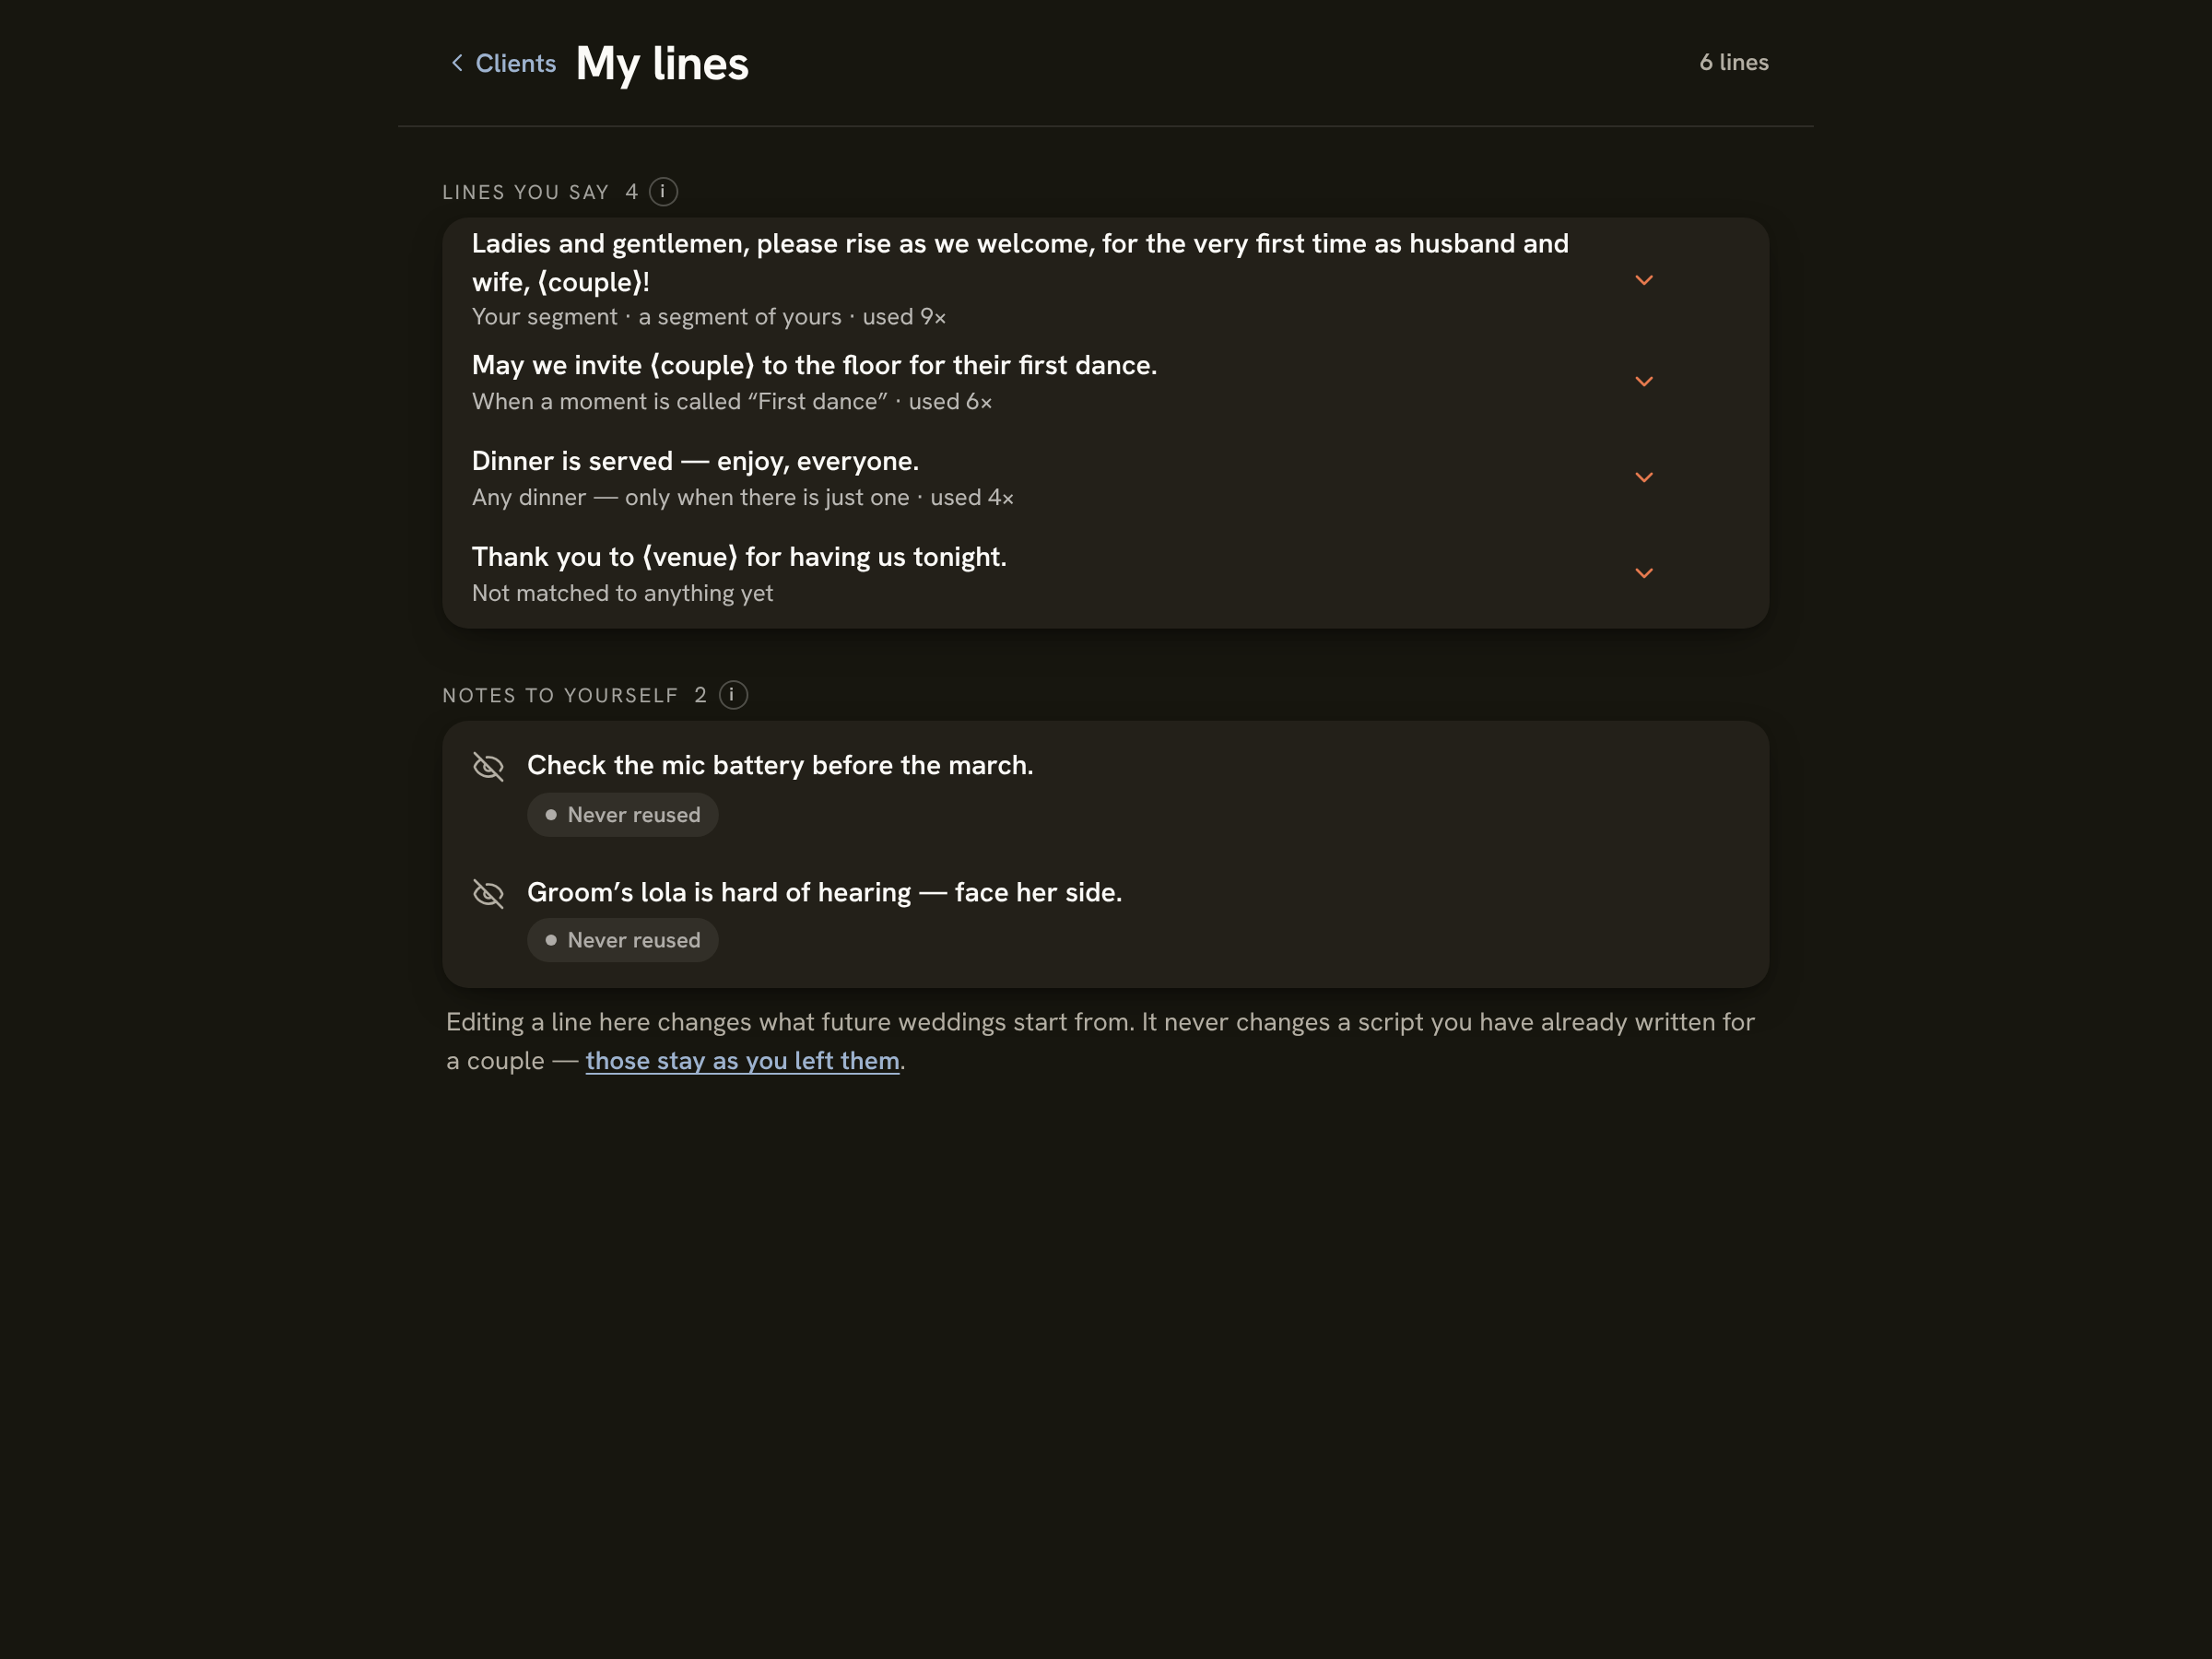 Clients My lines
6 lines
LINES YOU SAY 4 i
Ladies and gentlemen, please rise as we welcome, for the very first time as husband and
wife, ⟨couple⟩!
Your segment · a segment of yours · used 9×
May we invite ⟨couple⟩ to the floor for their first dance.
When a moment is called “First dance” · used 6×
Dinner is served — enjoy, everyone.
Any dinner — only when there is just one · used 4×
Thank you to ⟨venue⟩ for having us tonight.
Not matched to anything yet
NOTES TO YOURSELF 2 i
Check the mic battery before the march.
Never reused
Groom’s lola is hard of hearing — face her side.
Never reused
Editing a line here changes what future weddings start from. It never changes a script you have already written for
a couple — those stay as you left them.